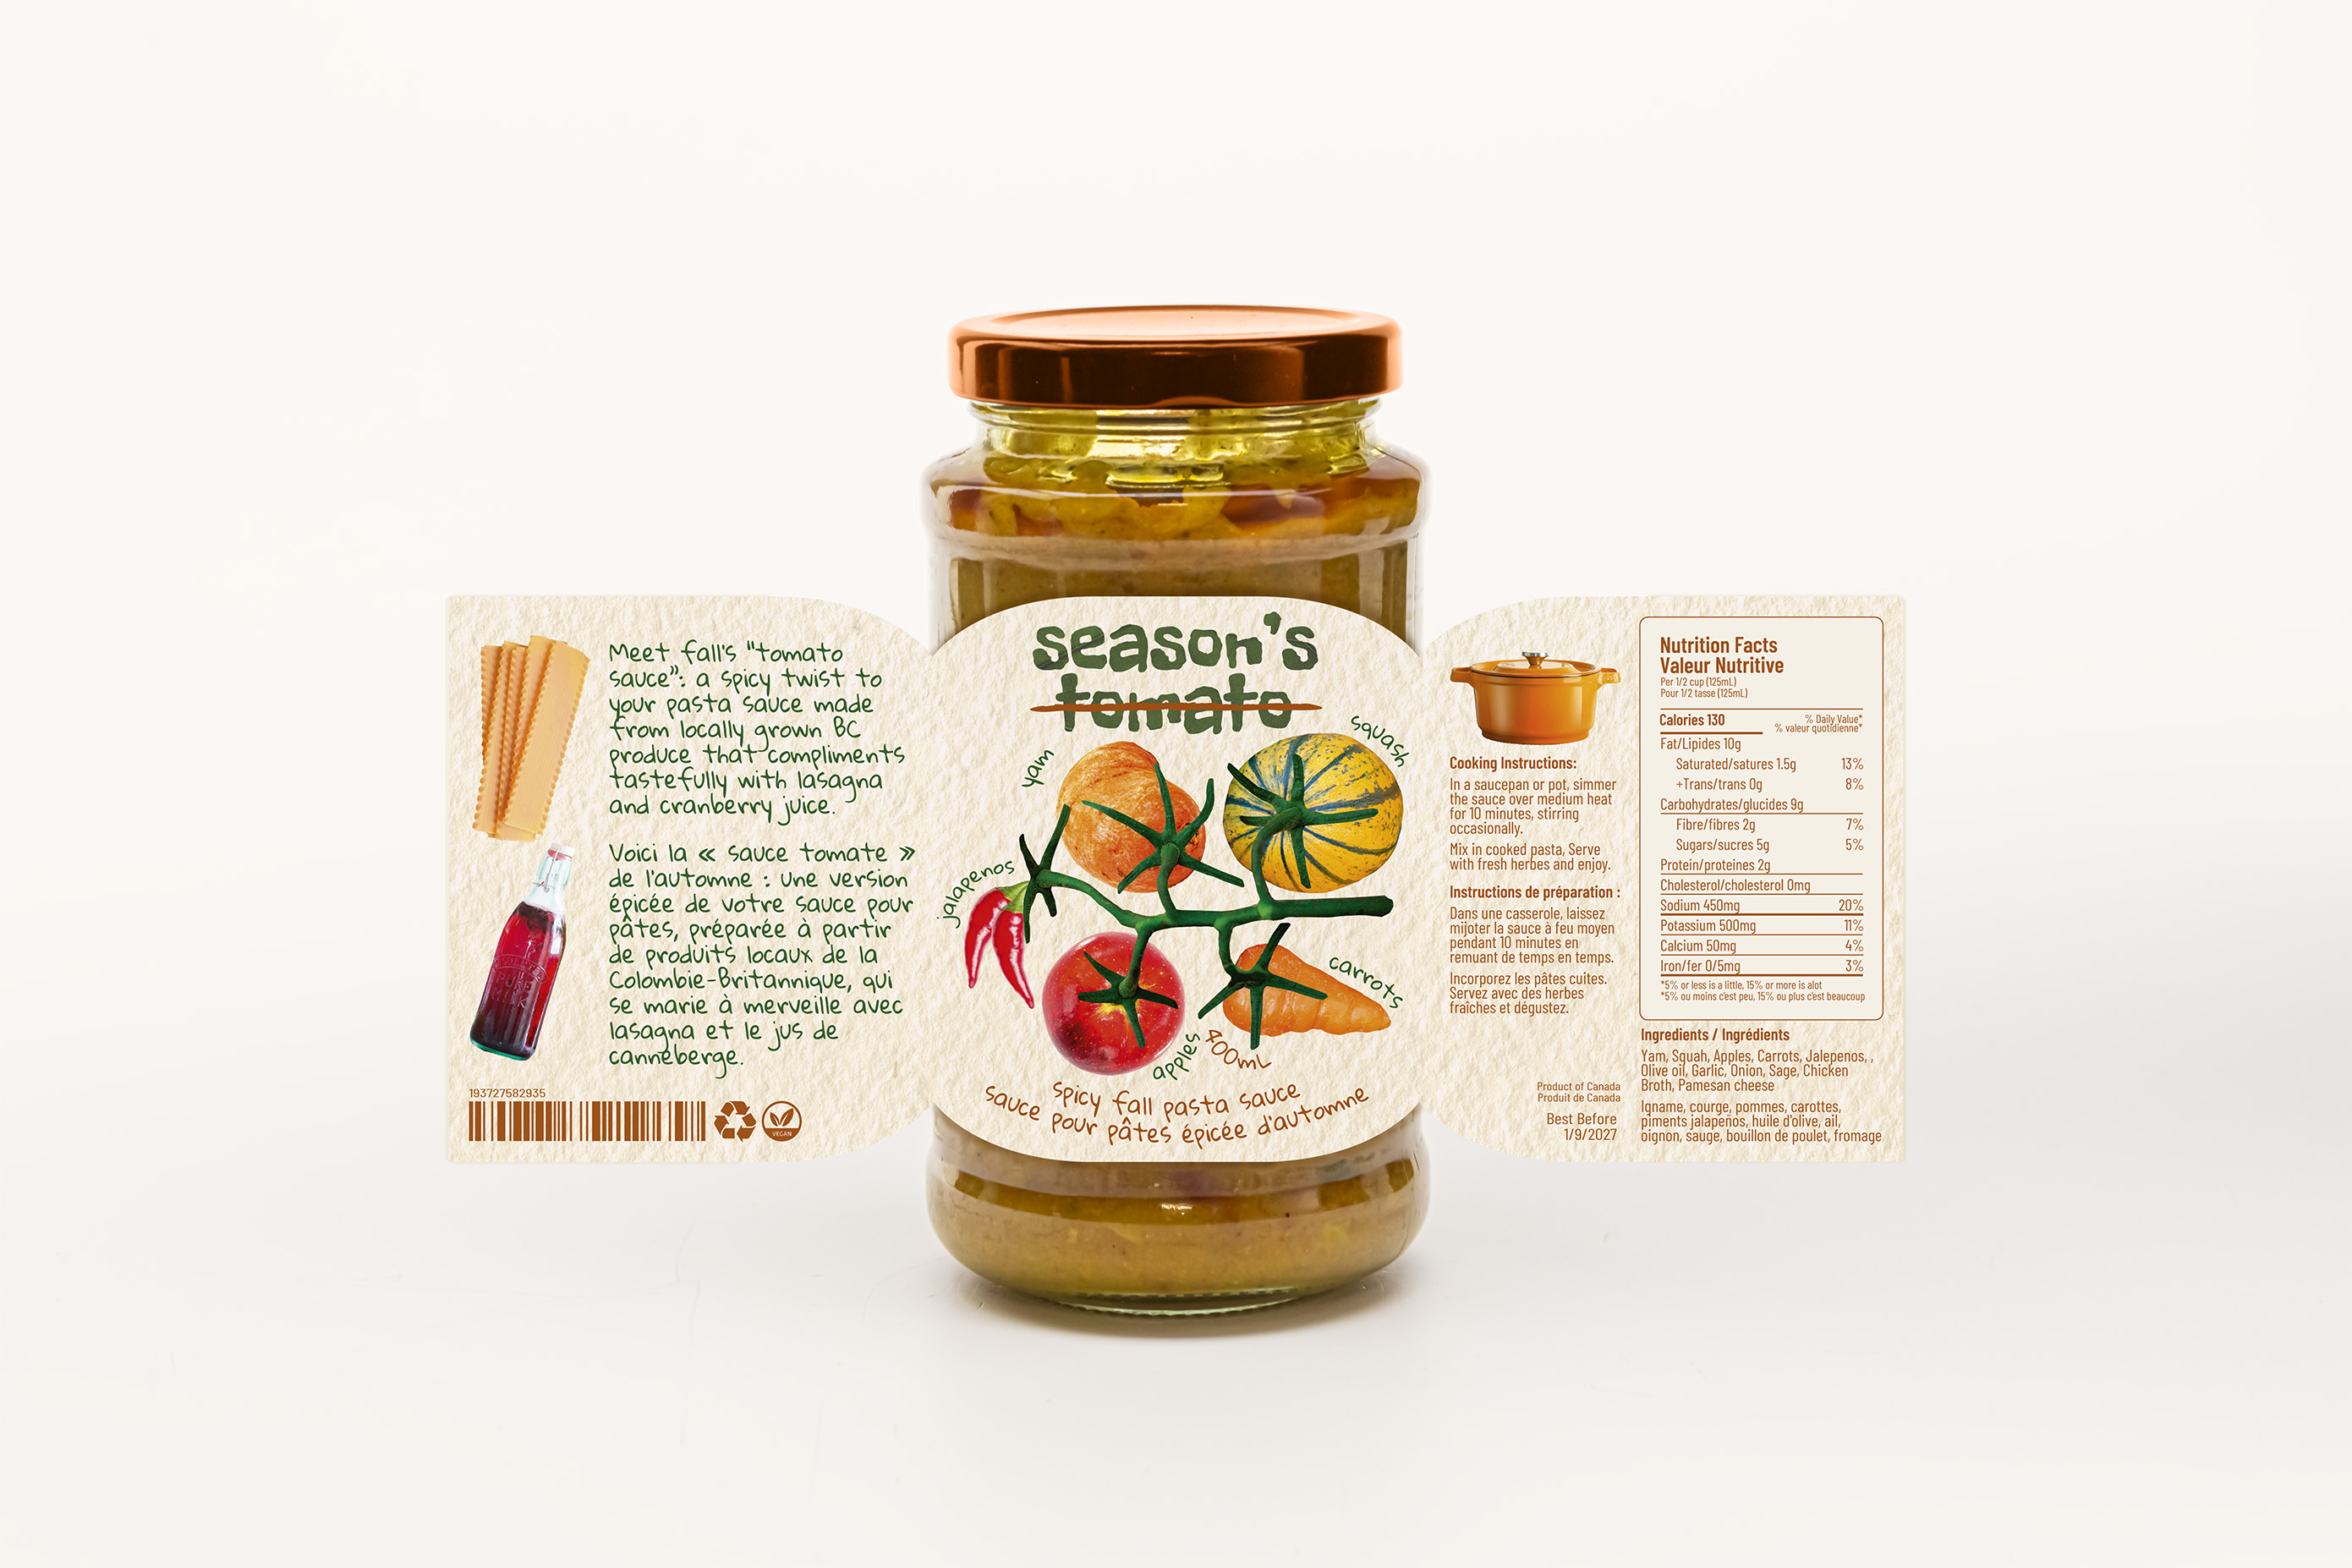 Meet fall's "tomato
sauce": a spicy twist to
your pasta sauce made
from locally grown BC
produce that compliments
tastefully with lasagna
and cranberry juice.
Voici la « sauce tomate »
de l'automne : une version
épicée de votre sauce pour
pâtes, préparée à partir
de produits locaux de la
Colombie-Britannique, qui
se marie à merveille avec
lasagna et le jus de
canneberge.
193727582935
VEGAN
season's
tomato
yam
squash
jalapenos
carrots
apples
400mL
spicy fall pasta sauce
sauce pour pâtes épicée d'automne
Cooking Instructions:
In a saucepan or pot, simmer
the sauce over medium heat
for 10 minutes, stirring
occasionally.
Mix in cooked pasta, Serve
with fresh herbes and enjoy.
Instructions de préparation :
Dans une casserole, laissez
mijoter la sauce à feu moyen
pendant 10 minutes en
remuant de temps en temps.
Incorporez les pâtes cuites.
Servez avec des herbes
fraîches et dégustez.
Product of Canada
Produit de Canada
Best Before
1/9/2027
Nutrition Facts
Valeur Nutritive
Per 1/2 cup (125mL)
Pour 1/2 tasse (125mL)
Calories 130
% Daily Value*
% valeur quotidienne*
Fat/Lipides 10g
Saturated/satures 1.5g 13%
+Trans/trans 0g 8%
Carbohydrates/glucides 9g
Fibre/fibres 2g 7%
Sugars/sucres 5g 5%
Protein/proteines 2g
Cholesterol/cholesterol 0mg
Sodium 450mg 20%
Potassium 500mg 11%
Calcium 50mg 4%
Iron/fer 0/5mg 3%
*5% or less is a little, 15% or more is alot
*5% ou moins c'est peu, 15% ou plus c'est beaucoup
Ingredients / Ingrédients
Yam, Squah, Apples, Carrots, Jalepenos, ,
Olive oil, Garlic, Onion, Sage, Chicken
Broth, Pamesan cheese
Igname, courge, pommes, carottes,
piments jalapeños, huile d'olive, ail,
oignon, sauge, bouillon de poulet, fromage